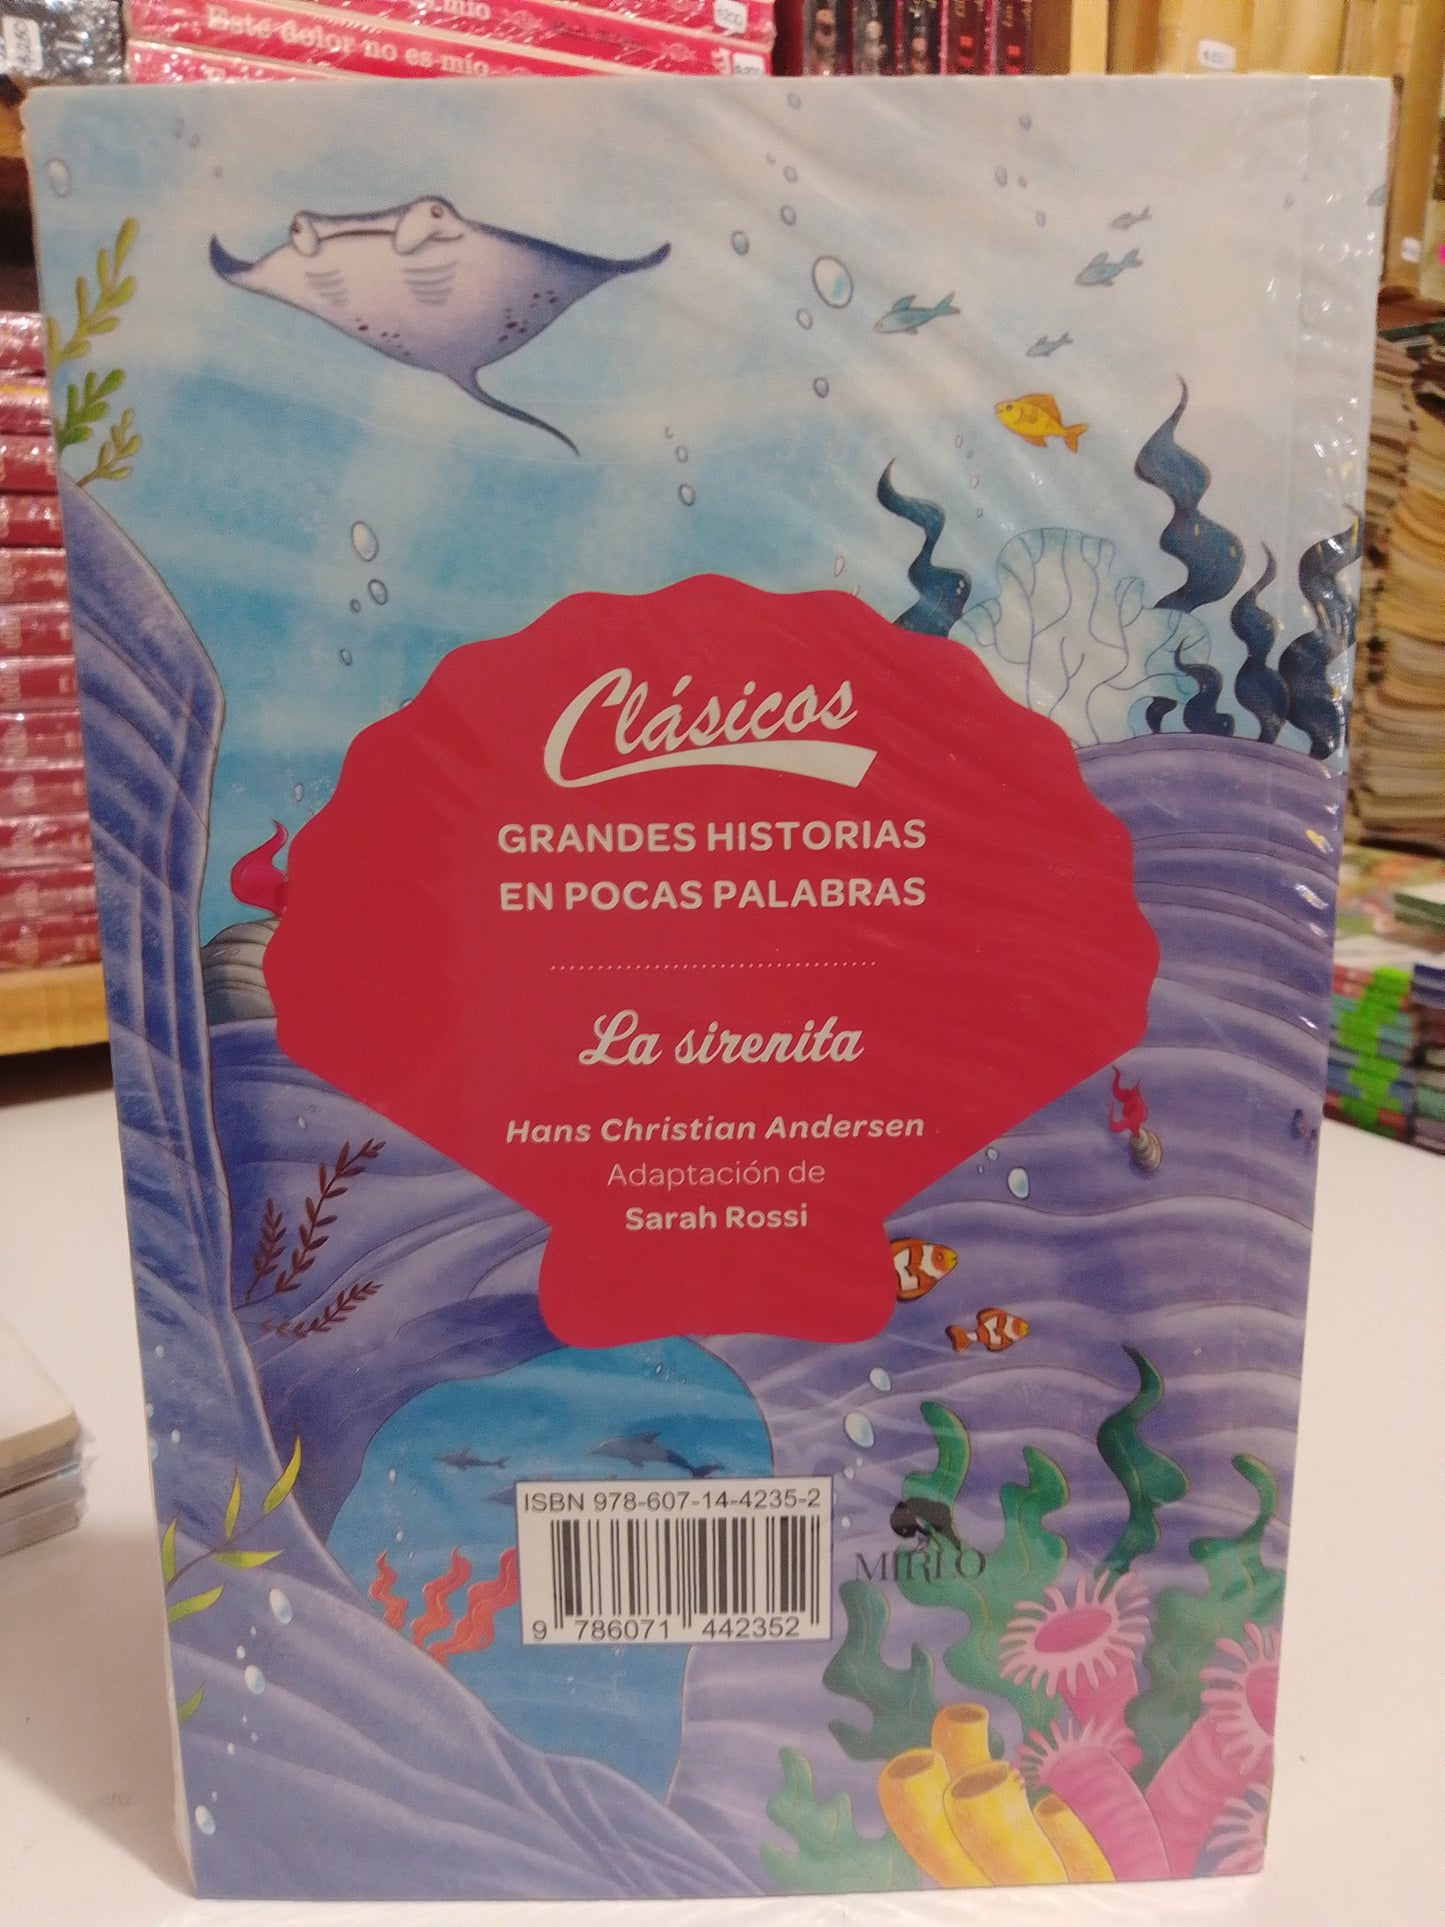 Este dolor no es mío
Clásicos
GRANDES HISTORIAS
EN POCAS PALABRAS
La sirenita
Hans Christian Andersen
Adaptación de
Sarah Rossi
ISBN 978-607-14-4235-2
9 786071 442352
MIRLO